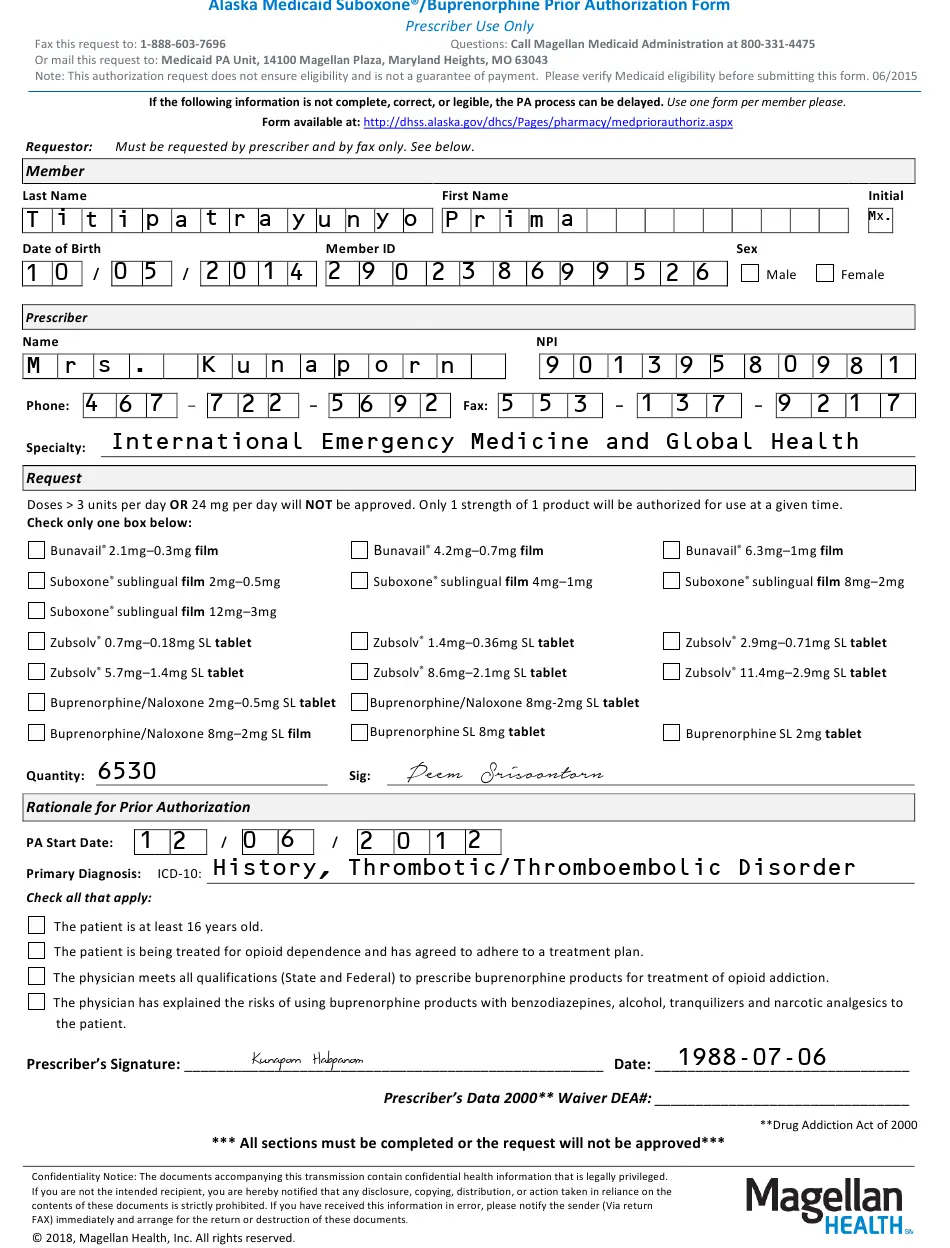 Alaska Medicaid Suboxone®/Buprenorphine Prior Authorization Form
Prescriber Use Only
Fax this request to: 1-888-603-7696 Questions: Call Magellan Medicaid Administration at 800-331-4475
Or mail this request to: Medicaid PA Unit, 14100 Magellan Plaza, Maryland Heights, MO 63043
Note: This authorization request does not ensure eligibility and is not a guarantee of payment. Please verify Medicaid eligibility before submitting this form. 06/2015
If the following information is not complete, correct, or legible, the PA process can be delayed. Use one form per member please.
Form available at: http://dhss.alaska.gov/dhcs/Pages/pharmacy/medpriorauthoriz.aspx
Requestor: Must be requested by prescriber and by fax only. See below.
Member
Last Name First Name Initial
Titipatrayunyo Prima Mx.
Date of Birth Member ID Sex
10 / 05 / 2014 290238699526 Male Female
Prescriber
Name NPI
Mrs. Kunaporn 90139580981
Phone: 467 – 722 – 5692 Fax: 553 – 137 – 9217
Specialty: International Emergency Medicine and Global Health
Request
Doses > 3 units per day OR 24 mg per day will NOT be approved. Only 1 strength of 1 product will be authorized for use at a given time.
Check only one box below:
Bunavail® 2.1mg–0.3mg film Bunavail® 4.2mg–0.7mg film Bunavail® 6.3mg–1mg film
Suboxone® sublingual film 2mg–0.5mg Suboxone® sublingual film 4mg–1mg Suboxone® sublingual film 8mg–2mg
Suboxone® sublingual film 12mg–3mg
Zubsolv® 0.7mg–0.18mg SL tablet Zubsolv® 1.4mg–0.36mg SL tablet Zubsolv® 2.9mg–0.71mg SL tablet
Zubsolv® 5.7mg–1.4mg SL tablet Zubsolv® 8.6mg–2.1mg SL tablet Zubsolv® 11.4mg–2.9mg SL tablet
Buprenorphine/Naloxone 2mg–0.5mg SL tablet Buprenorphine/Naloxone 8mg-2mg SL tablet
Buprenorphine/Naloxone 8mg–2mg SL film Buprenorphine SL 8mg tablet Buprenorphine SL 2mg tablet
Quantity: 6530 Sig: Peem Srisoontorn
Rationale for Prior Authorization
PA Start Date: 12 / 06 / 2012
Primary Diagnosis: ICD-10: History, Thrombotic/Thromboembolic Disorder
Check all that apply:
The patient is at least 16 years old.
The patient is being treated for opioid dependence and has agreed to adhere to a treatment plan.
The physician meets all qualifications (State and Federal) to prescribe buprenorphine products for treatment of opioid addiction.
The physician has explained the risks of using buprenorphine products with benzodiazepines, alcohol, tranquilizers and narcotic analgesics to
the patient.
Prescriber's Signature: Kunaporn Habpanom Date: 1988-07-06
Prescriber's Data 2000** Waiver DEA#:
**Drug Addiction Act of 2000
*** All sections must be completed or the request will not be approved***
Confidentiality Notice: The documents accompanying this transmission contain confidential health information that is legally privileged.
If you are not the intended recipient, you are hereby notified that any disclosure, copying, distribution, or action taken in reliance on the
contents of these documents is strictly prohibited. If you have received this information in error, please notify the sender (Via return
FAX) immediately and arrange for the return or destruction of these documents.
© 2018, Magellan Health, Inc. All rights reserved.
Magellan
HEALTH